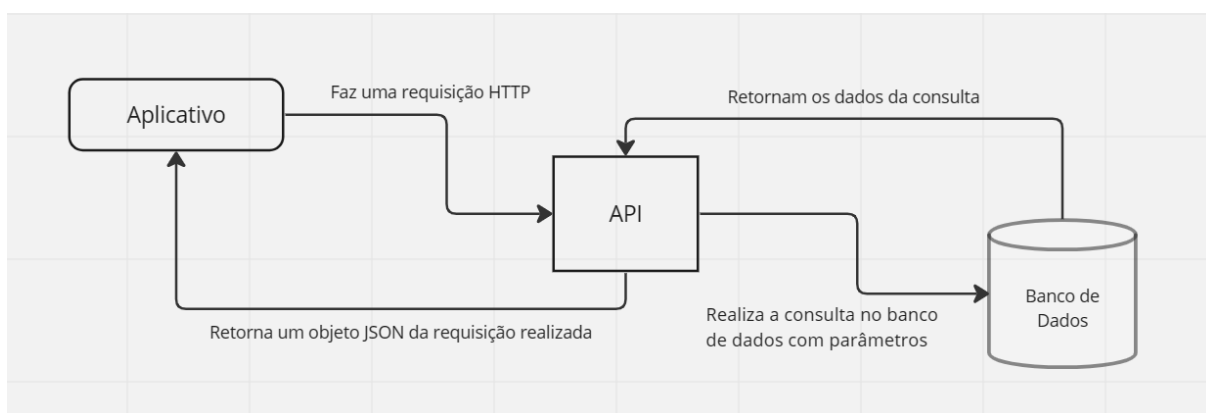 Faz uma requisição HTTP
Retornam os dados da consulta
Aplicativo
API
Banco de
Dados
Realiza a consulta no banco
de dados com parâmetros
Retorna um objeto JSON da requisição realizada